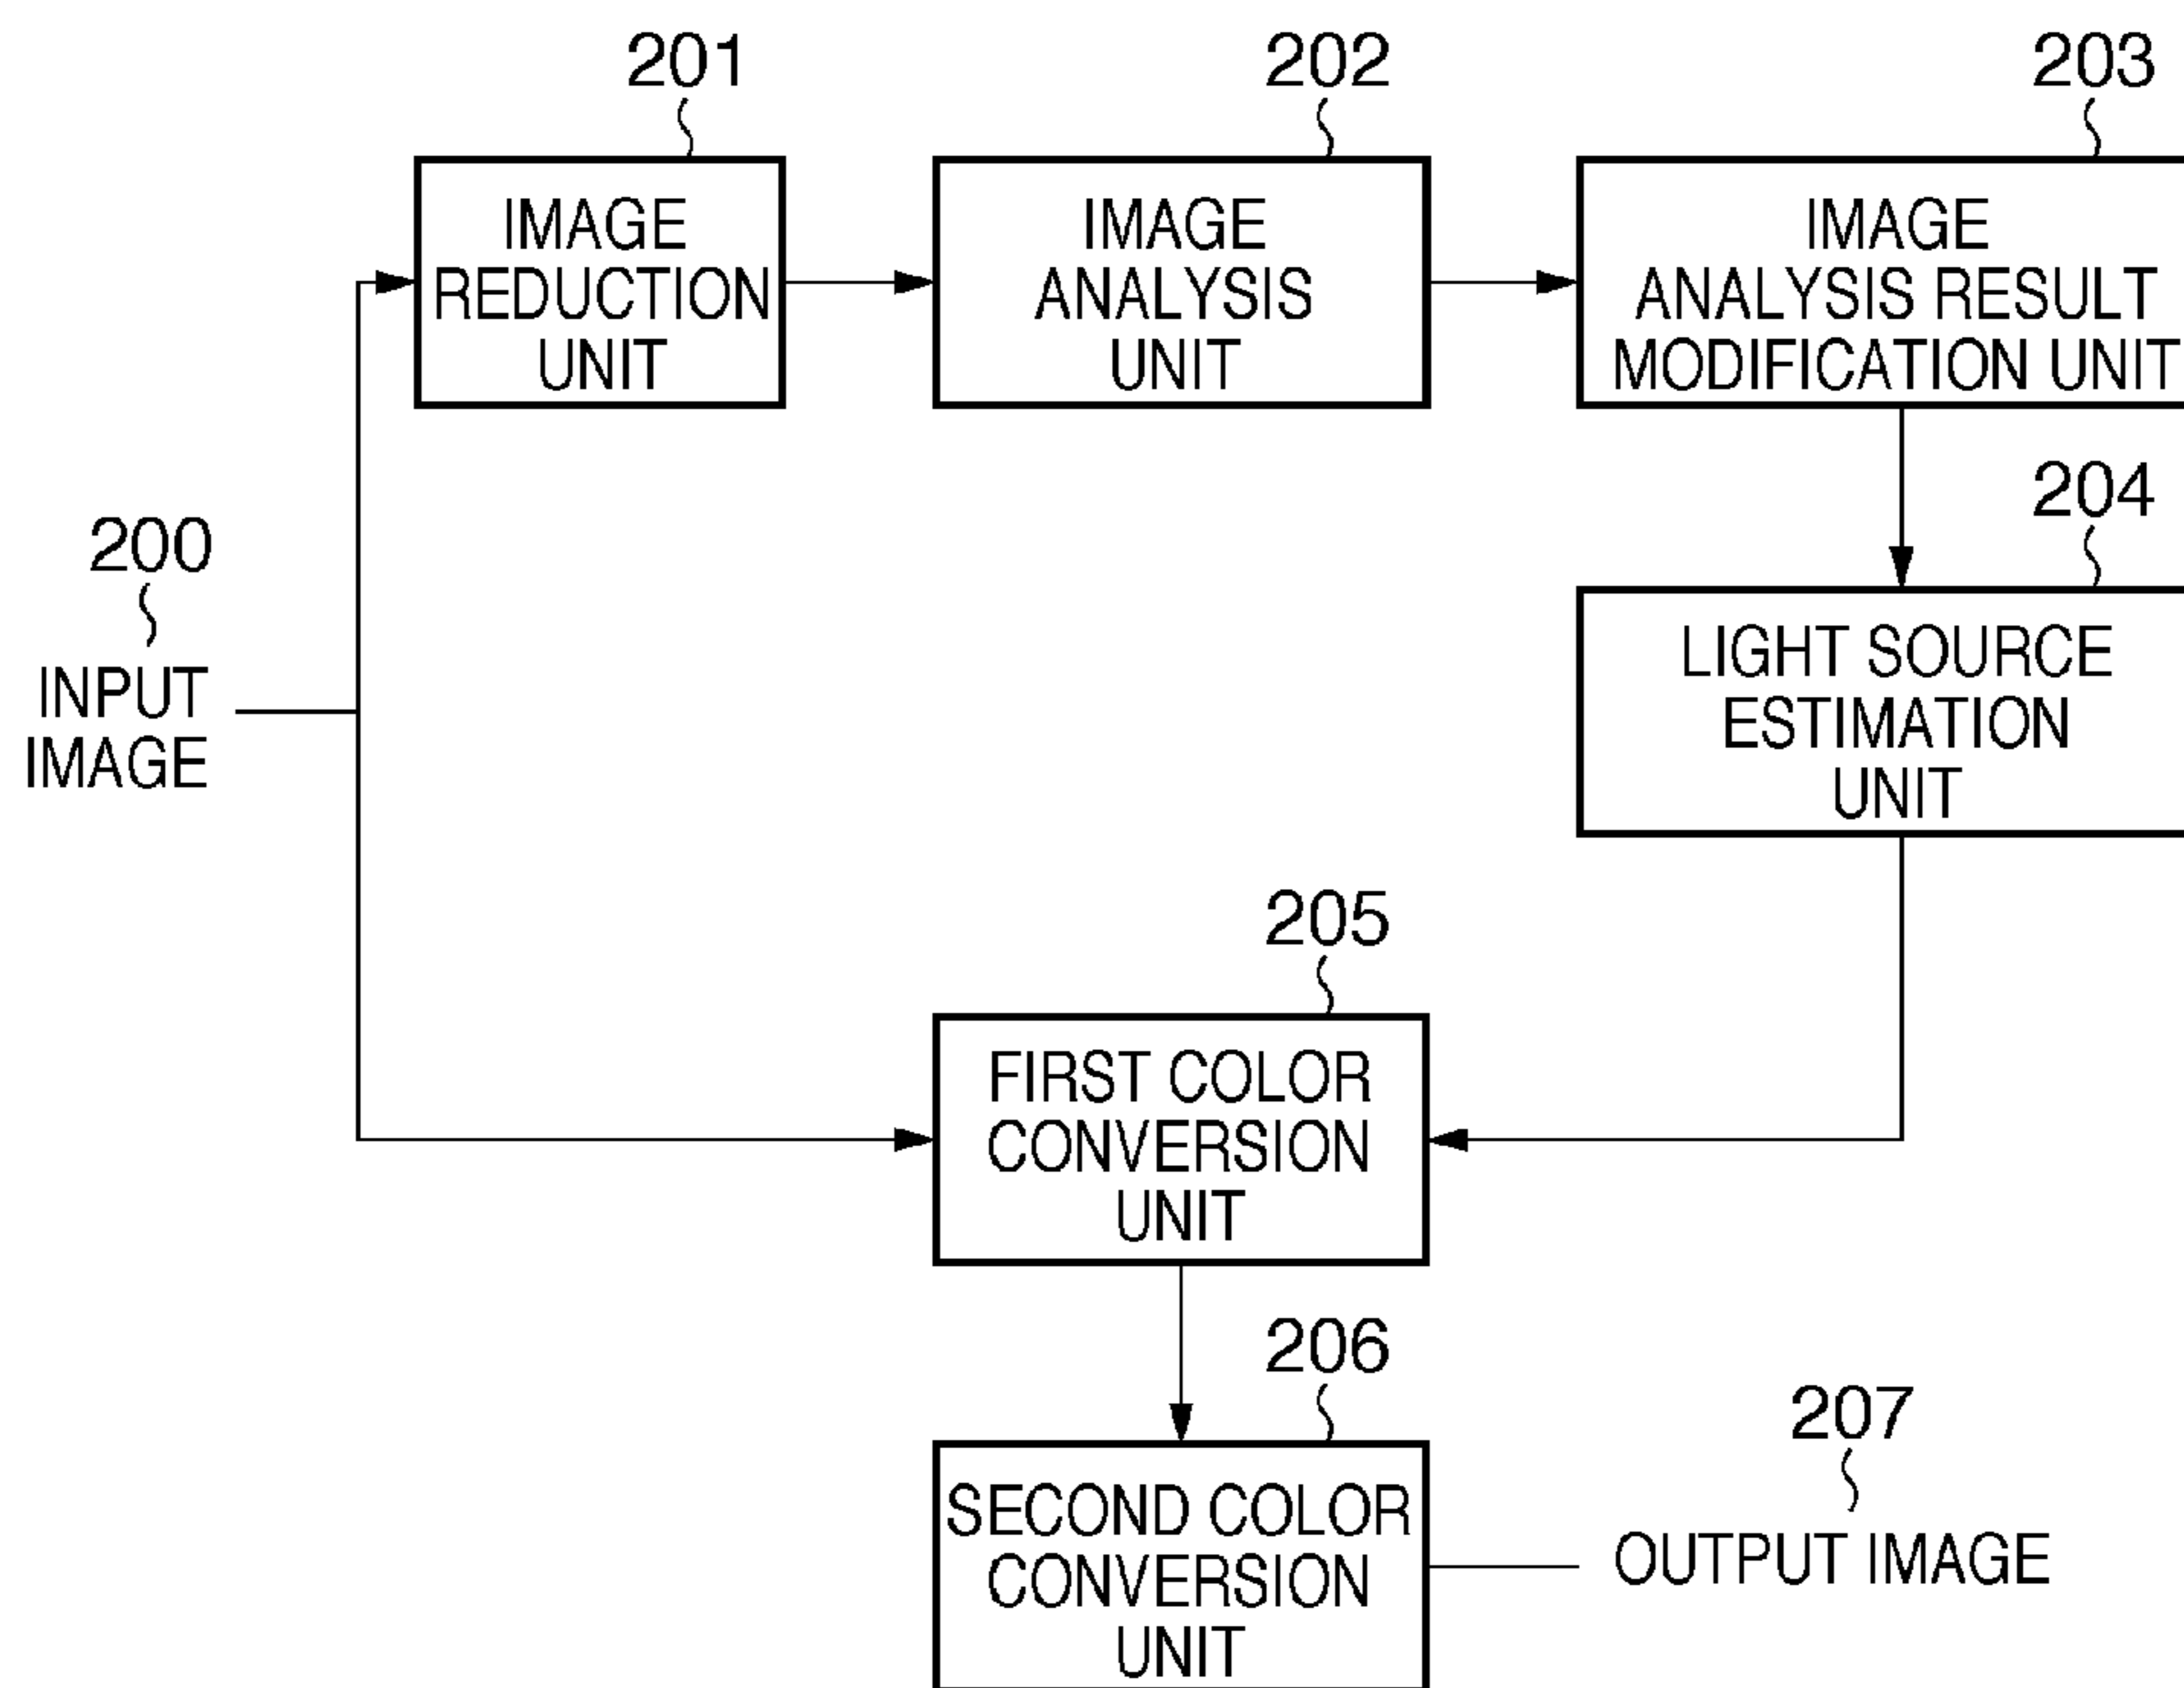 201
202
203
IMAGE
REDUCTION
UNIT
IMAGE
ANALYSIS
UNIT
IMAGE
ANALYSIS RESULT
MODIFICATION UNIT
200
INPUT
IMAGE
204
LIGHT SOURCE
ESTIMATION
UNIT
205
FIRST COLOR
CONVERSION
UNIT
206
SECOND COLOR
CONVERSION
UNIT
207
OUTPUT IMAGE